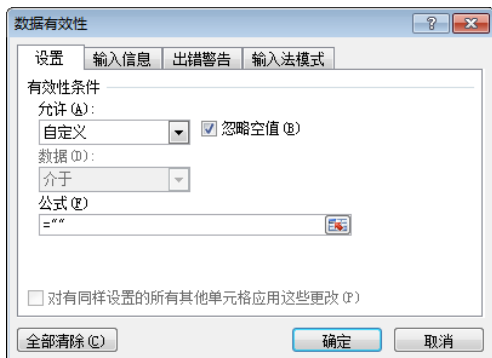 数据有效性
设置 输入信息 出错警告 输入法模式
有效性条件
允许(A):
自定义 忽略空值(B)
数据(D):
介于
公式(F)
=""
对有同样设置的所有其他单元格应用这些更改(P)
全部清除(C) 确定 取消